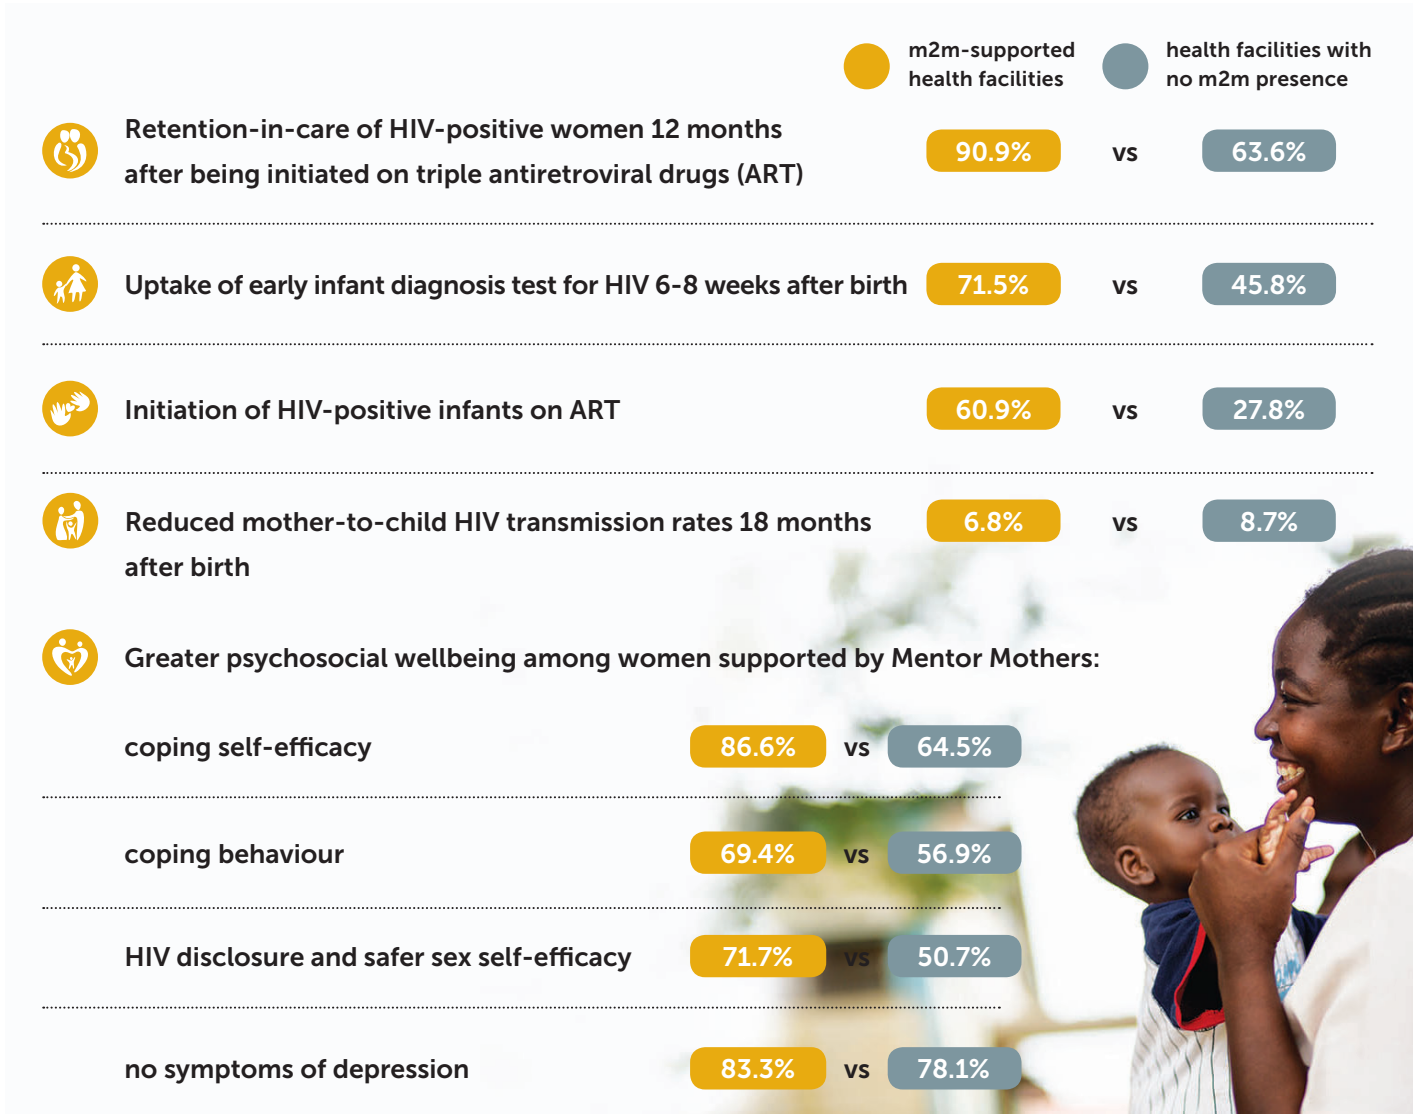 m2m-supported
health facilities
health facilities with
no m2m presence
Retention-in-care of HIV-positive women 12 months
after being initiated on triple antiretroviral drugs (ART)
90.9% vs 63.6%
Uptake of early infant diagnosis test for HIV 6-8 weeks after birth 71.5% vs 45.8%
Initiation of HIV-positive infants on ART 60.9% vs 27.8%
Reduced mother-to-child HIV transmission rates 18 months
after birth
6.8% vs 8.7%
Greater psychosocial wellbeing among women supported by Mentor Mothers:
coping self-efficacy 86.6% vs 64.5%
coping behaviour 69.4% vs 56.9%
HIV disclosure and safer sex self-efficacy 71.7% vs 50.7%
no symptoms of depression 83.3% vs 78.1%